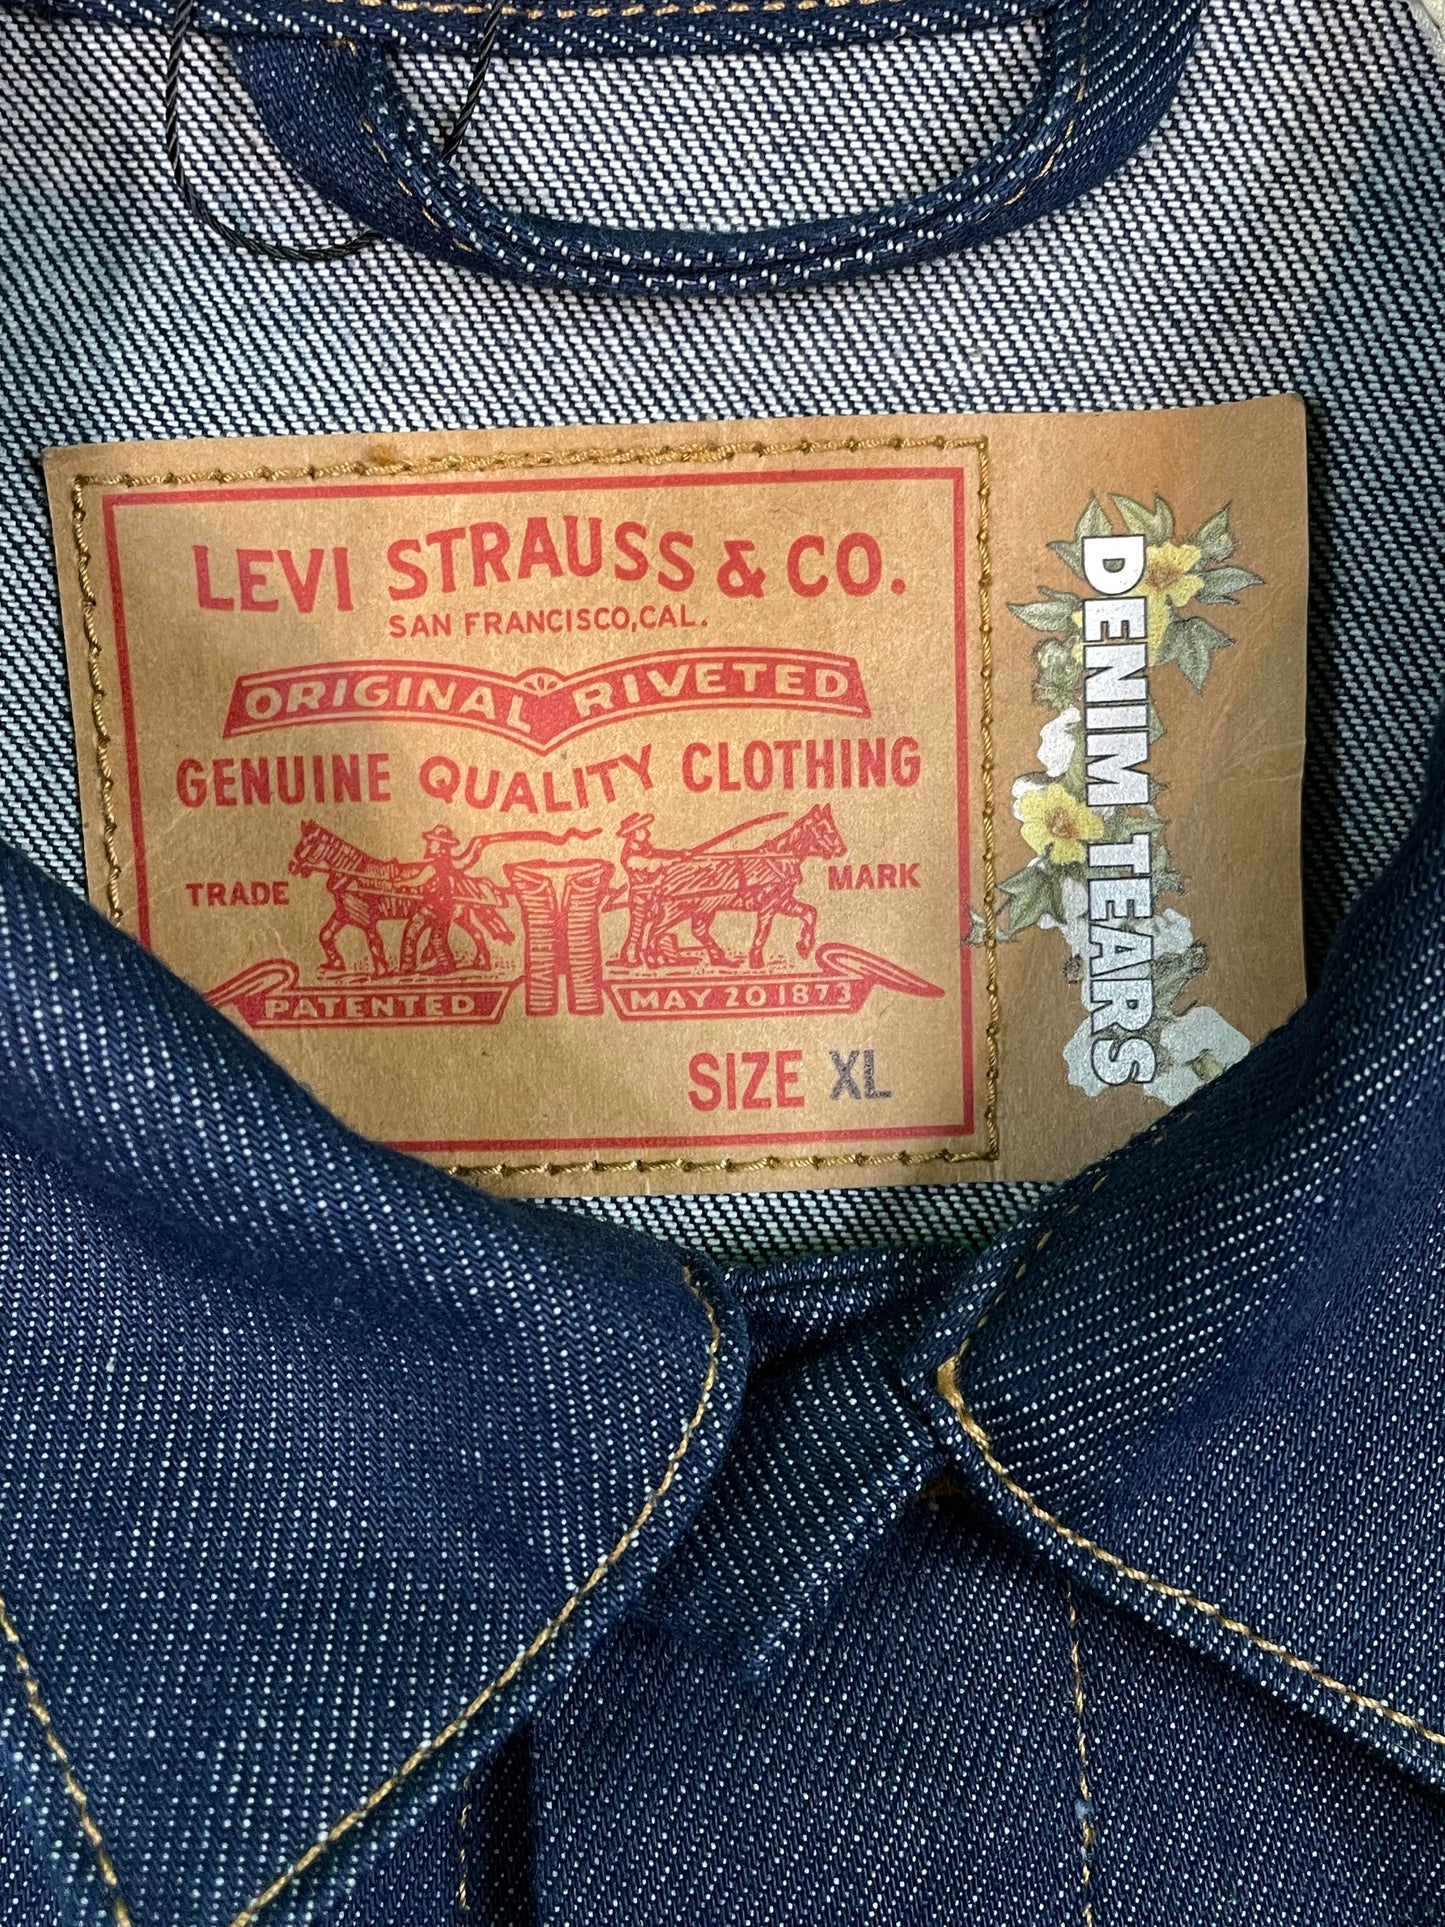 LEVI STRAUSS & CO.
SAN FRANCISCO, CAL.
ORIGINAL RIVETED
GENUINE QUALITY CLOTHING
TRADE MARK
PATENTED MAY 20 1873
SIZE XL
DENIM TEARS